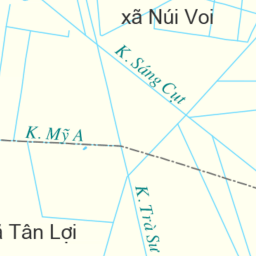 xã Núi Voi
K. Sáng Cụt
K. Mỹ Á
K. Trà Sư
Tân Lợi